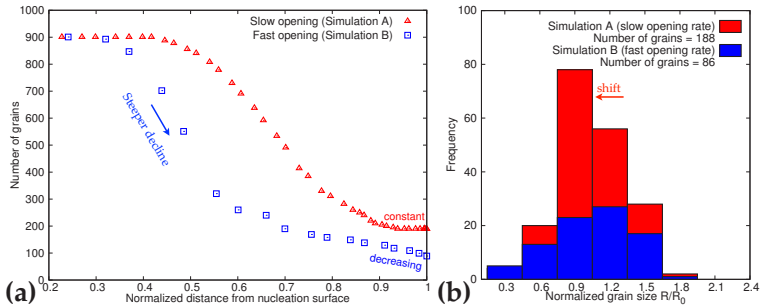 Slow opening (Simulation A)
Fast opening (Simulation B)
Number of grains
1000
900
800
700
600
500
400
300
200
100
0
Steeper decline
constant
decreasing
0.2 0.3 0.4 0.5 0.6 0.7 0.8 0.9 1
Normalized distance from nucleation surface
(a)
Simulation A (slow opening rate)
Number of grains = 188
Simulation B (fast opening rate)
Number of grains = 86
shift
Frequency
100
80
60
40
20
0
0.3 0.6 0.9 1.2 1.5 1.8 2.1 2.4
Normalized grain size R/R0
(b)